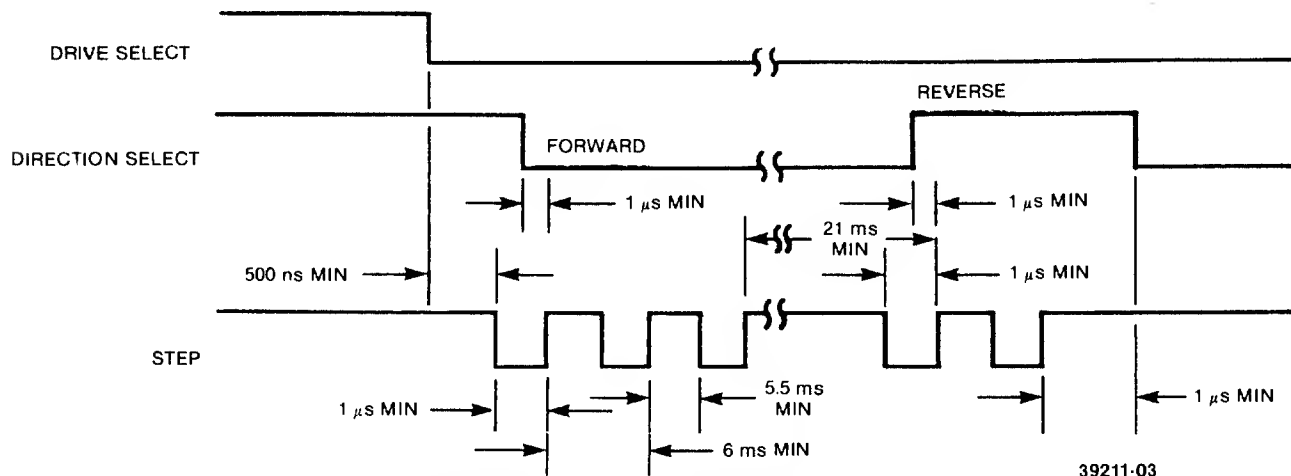 DRIVE SELECT
REVERSE
DIRECTION SELECT
FORWARD
1 μs MIN
1 μs MIN
21 ms
MIN
500 ns MIN
1 μs MIN
STEP
5.5 ms
MIN
1 μs MIN
1 μs MIN
6 ms MIN
39211-03